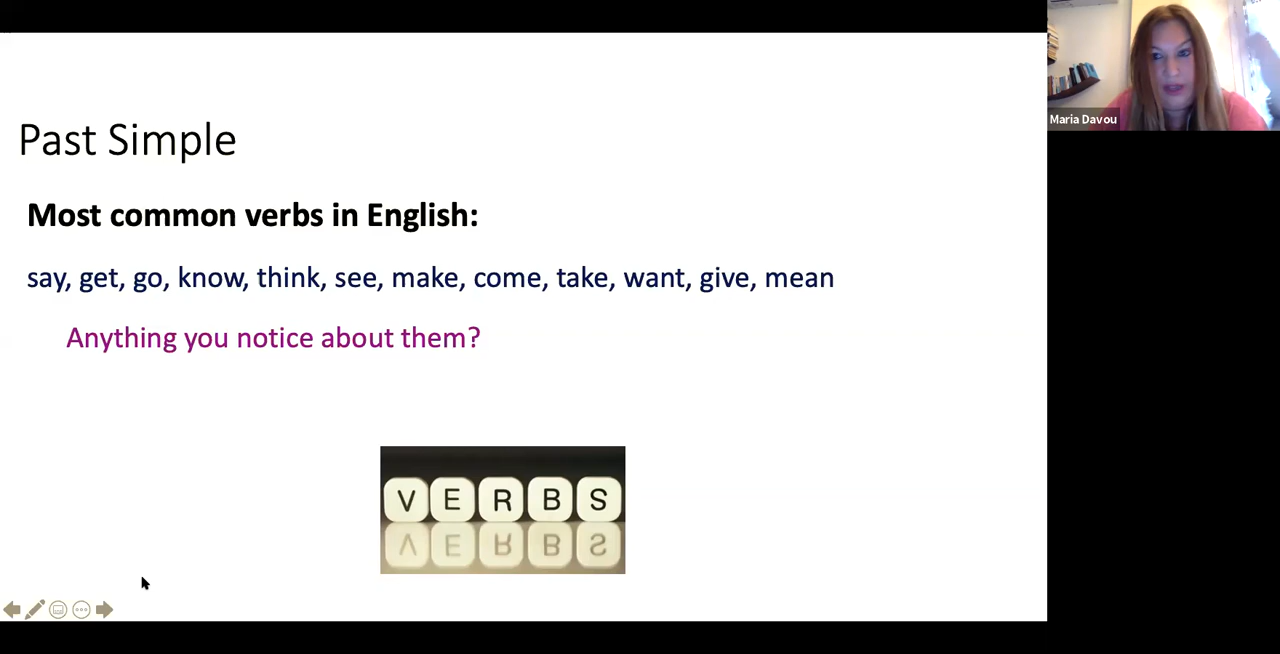 Past Simple
Most common verbs in English:
say, get, go, know, think, see, make, come, take, want, give, mean
Anything you notice about them?
VERBS
Maria Davou